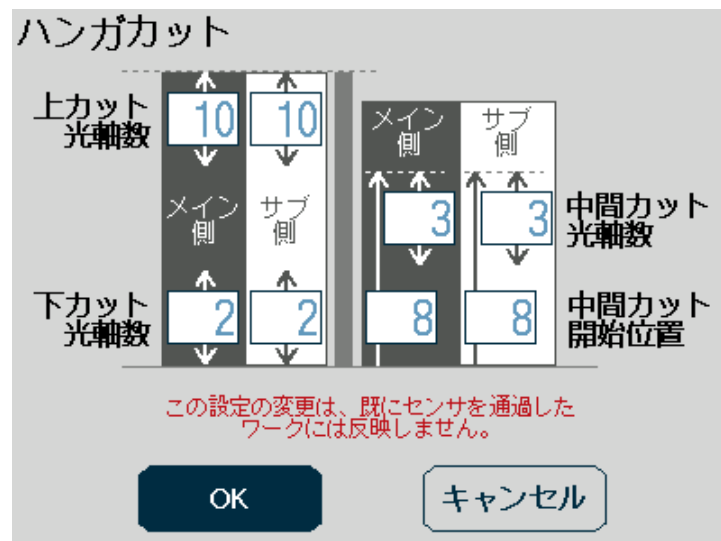 ハンガカット
上カット
光軸数
10
10
メイン
側
サブ
側
下カット
光軸数
2
2
メイン
側
サブ
側
3
3
中間カット
光軸数
8
8
中間カット
開始位置
この設定の変更は、既にセンサを通過した
ワークには反映しません。
OK
キャンセル